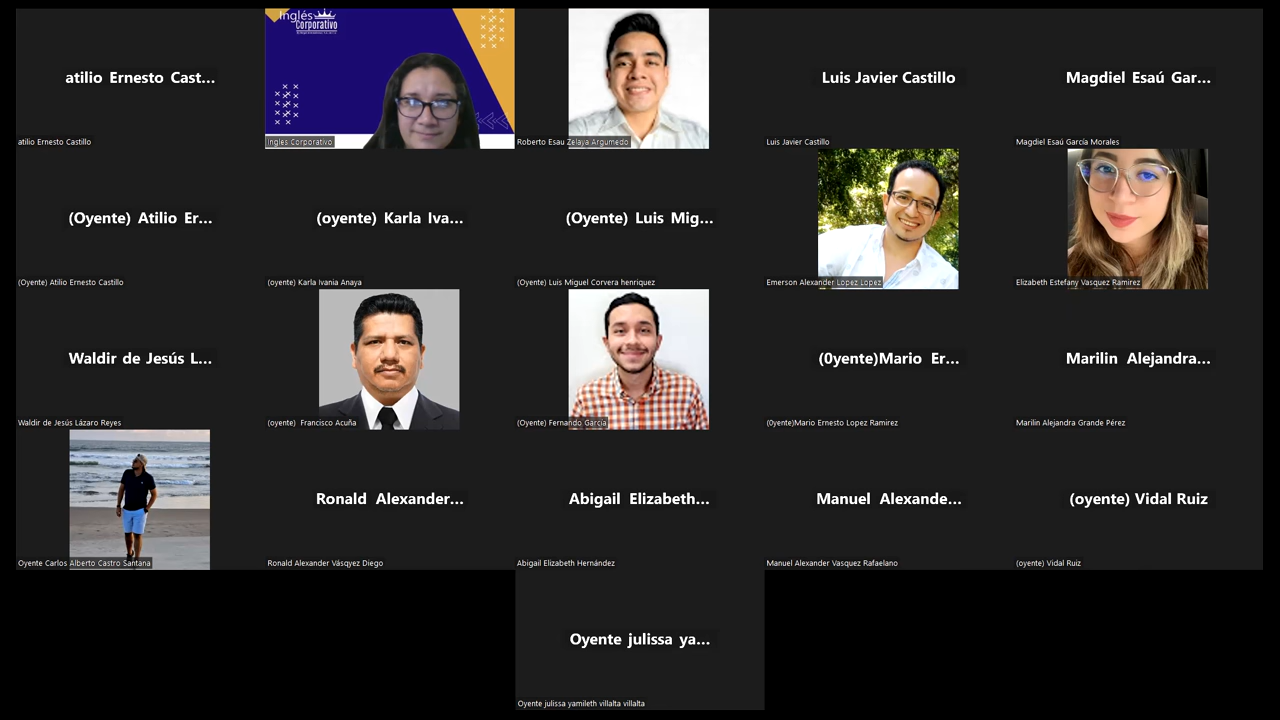 atilio Ernesto Cast...
atilio Ernesto Castillo
Inglés
Corporativo
Ingles Corporativo
Roberto Esau Zelaya Argumedo
Luis Javier Castillo
Luis Javier Castillo
Magdiel Esaú Gar...
Magdiel Esaú García Morales
(Oyente) Atilio Er...
(Oyente) Atilio Ernesto Castillo
(oyente) Karla Iva...
(oyente) Karla Ivania Anaya
(Oyente) Luis Mig...
(Oyente) Luis Miguel Corvera henriquez
Emerson Alexander Lopez Lopez
Elizabeth Estefany Vasquez Ramirez
Waldir de Jesús L...
Waldir de Jesús Lázaro Reyes
(oyente) Francisco Acuña
(Oyente) Fernando García
(0yente)Mario Er...
(0yente)Mario Ernesto Lopez Ramirez
Marilin Alejandra...
Marilin Alejandra Grande Pérez
Oyente Carlos Alberto Castro Santana
Ronald Alexander...
Ronald Alexander Vásqyez Diego
Abigail Elizabeth...
Abigail Elizabeth Hernández
Manuel Alexande...
Manuel Alexander Vasquez Rafaelano
(oyente) Vidal Ruiz
(oyente) Vidal Ruiz
Oyente julissa ya...
Oyente julissa yamileth villalta villalta